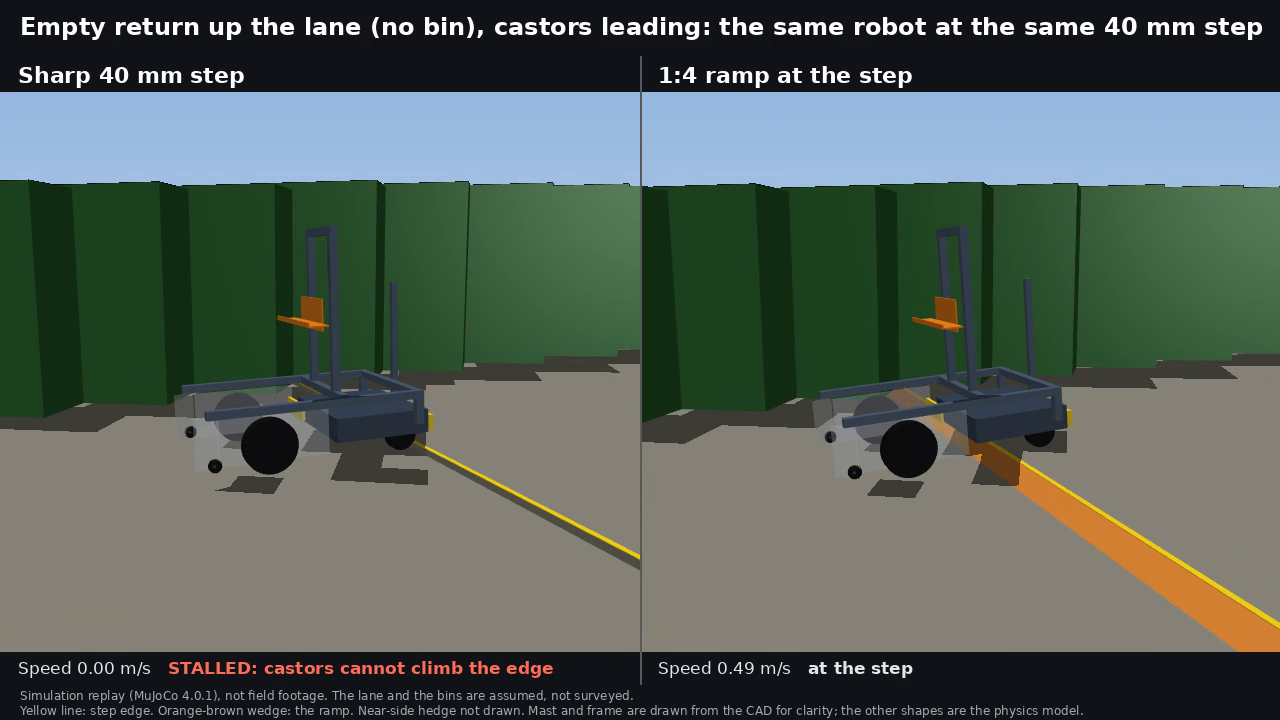 Empty return up the lane (no bin), castors leading: the same robot at the same 40 mm step
Sharp 40 mm step
1:4 ramp at the step
Speed 0.00 m/s STALLED: castors cannot climb the edge
Speed 0.49 m/s at the step
Simulation replay (MuJoCo 4.0.1), not field footage. The lane and the bins are assumed, not surveyed.
Yellow line: step edge. Orange-brown wedge: the ramp. Near-side hedge not drawn. Mast and frame are drawn from the CAD for clarity; the other shapes are the physics model.